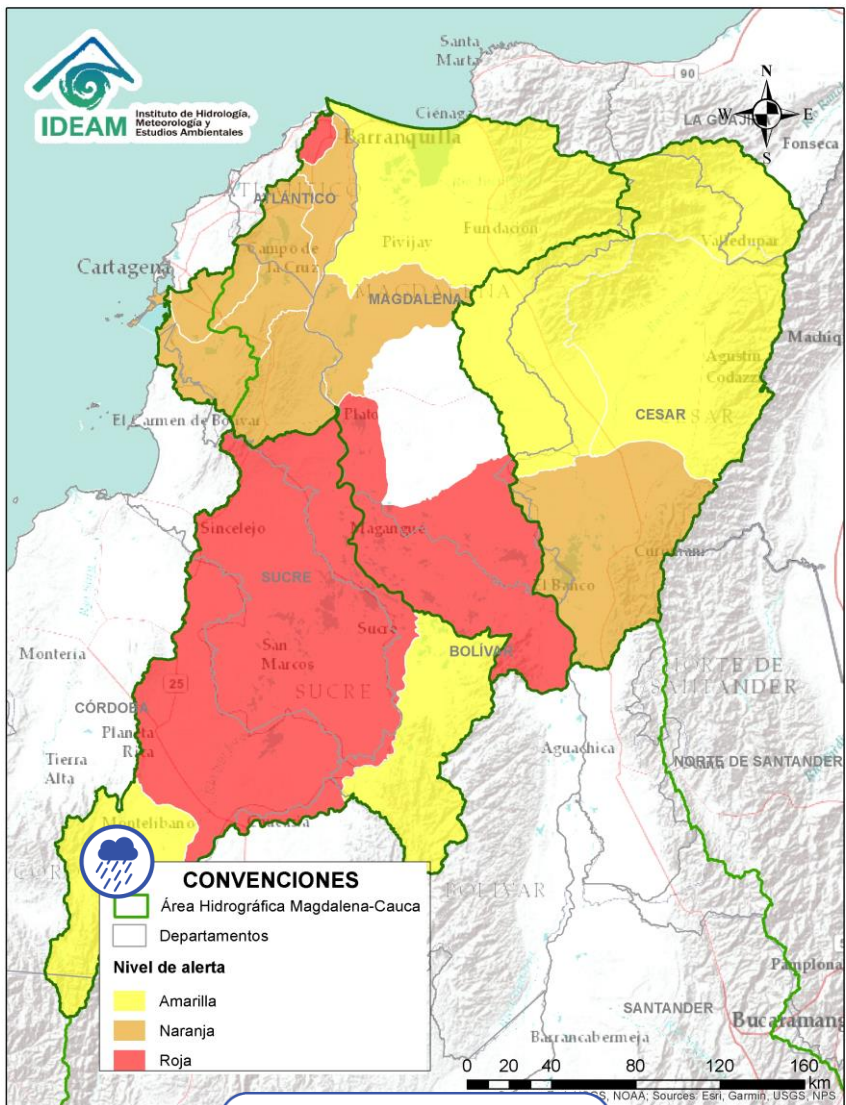 IDEAM
Instituto de Hidrología,
Meteorología y
Estudios Ambientales
Santa
Marta
90
N
W
E
S
Ciénaga
LA GUAJIRA
Fonseca
Barranquilla
ATLÁNTICO
Campo de
la Cruz
Pivijay
Fundación
Valledupar
Cartagena
MAGDALENA
Machiq
Agustín
Codazzi
CESAR
El Carmen de Bolívar
Plato
Sincelejo
Magangué
SUCRE
El Banco
Sucre
San
Marcos
BOLÍVAR
SUCRE
Montería
25
CÓRDOBA
Planeta
Rica
Tierra
Alta
NORTE DE
SANTANDER
Aguachica
NORTE DE SANTANDER
Montelíbano
Caucasia
BOLÍVAR
CONVENCIONES
Área Hidrográfica Magdalena-Cauca
Departamentos
Nivel de alerta
Amarilla
Naranja
Roja
Pamplona
SANTANDER
Bucaramang
Barrancabermeja
0 20 40 80 120 160
km
USGS, NOAA; Sources: Esri, Garmin, USGS, NPS